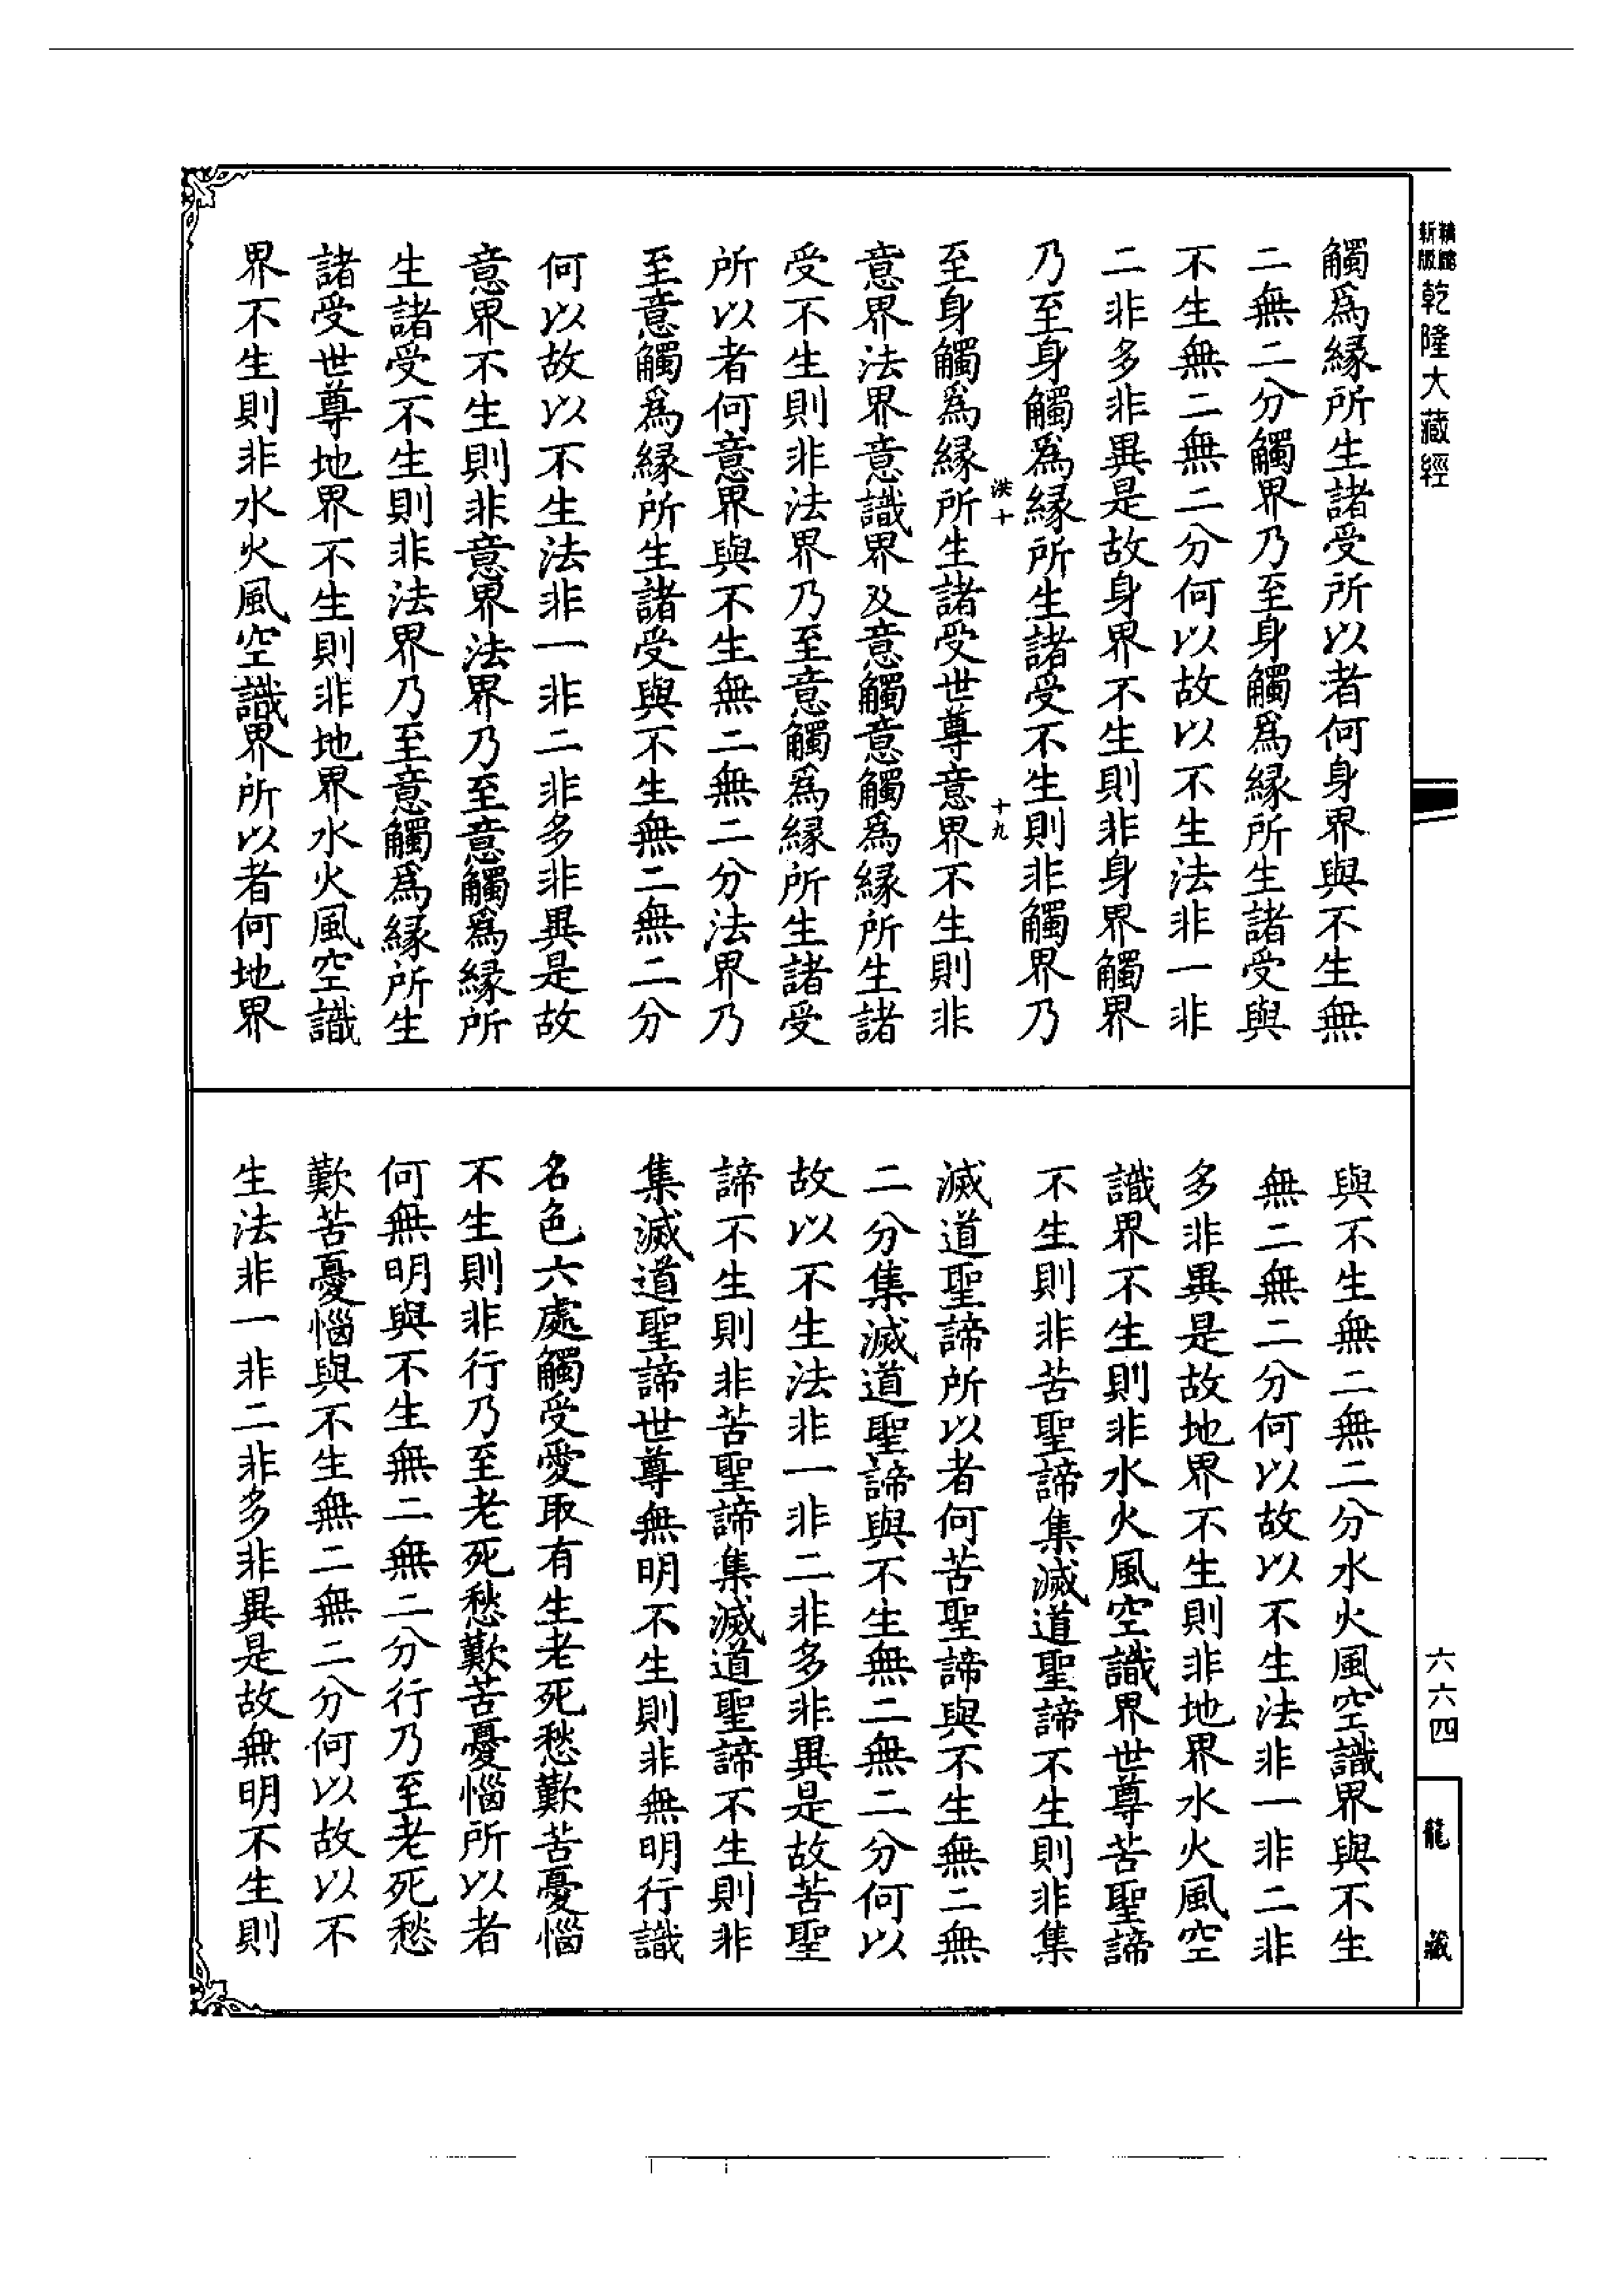 新版
乾隆大藏經
觸爲緣所生諸受所以者何身界與不生無
二無二分觸界乃至身觸爲緣所生諸受與
不生無二無二分何以故以不生法非一非
二非多非異是故身界不生則非身界觸界
乃至身觸爲緣所生諸受不生則非觸界乃
洪十 十九
至身觸爲緣所生諸受世尊意界不生則非
意界法界意識界及意觸意觸爲緣所生諸
受不生則非法界乃至意觸爲緣所生諸受
所以者何意界與不生無二無二分法界乃
至意觸爲緣所生諸受與不生無二無二分
何以故以不生法非一非二非多非異是故
意界不生則非意界法界乃至意觸爲緣所
生諸受不生則非法界乃至意觸爲緣所生
諸受世尊地界不生則非地界水火風空識
界不生則非水火風空識界所以者何地界
與不生無二無二分水火風空識界與不生
無二無二分何以故以不生法非一非二非
多非異是故地界不生則非地界水火風空
識界不生則非水火風空識界世尊苦聖諦
不生則非苦聖諦集滅道聖諦不生則非集
滅道聖諦所以者何苦聖諦與不生無二無
二分集滅道聖諦與不生無二無二分何以
故以不生法非一非二非多非異是故苦聖
諦不生則非苦聖諦集滅道聖諦不生則非
集滅道聖諦世尊無明不生則非無明行識
名色六處觸受愛取有生老死愁歎苦憂惱
不生則非行乃至老死愁歎苦憂惱所以者
何無明與不生無二無二分行乃至老死愁
歎苦憂惱與不生無二無二分何以故以不
生法非一非二非多非異是故無明不生則
六六四
龍藏